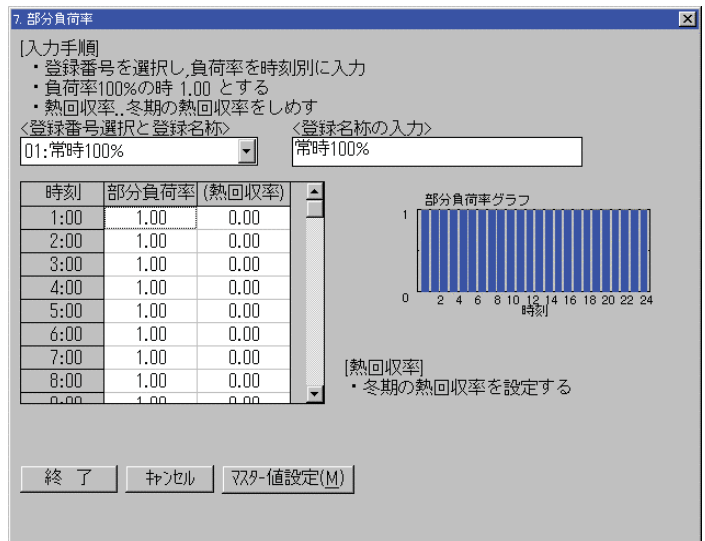 7. 部分負荷率
[入力手順]
・登録番号を選択し,負荷率を時刻別に入力
・負荷率100%の時 1.00 とする
・熱回収率..冬期の熱回収率をしめす
<登録番号選択と登録名称> <登録名称の入力>
01:常時100% 常時100%
時刻 部分負荷率 (熱回収率)
1:00 1.00 0.00
2:00 1.00 0.00
3:00 1.00 0.00
4:00 1.00 0.00
5:00 1.00 0.00
6:00 1.00 0.00
7:00 1.00 0.00
8:00 1.00 0.00
9:00 1.00 0.00
部分負荷率グラフ
1
0 2 4 6 8 10 12 14 16 18 20 22 24
時刻
[熱回収率]
・冬期の熱回収率を設定する
終 了 ｷｬﾝｾﾙ ﾏｽﾀｰ値設定(M)